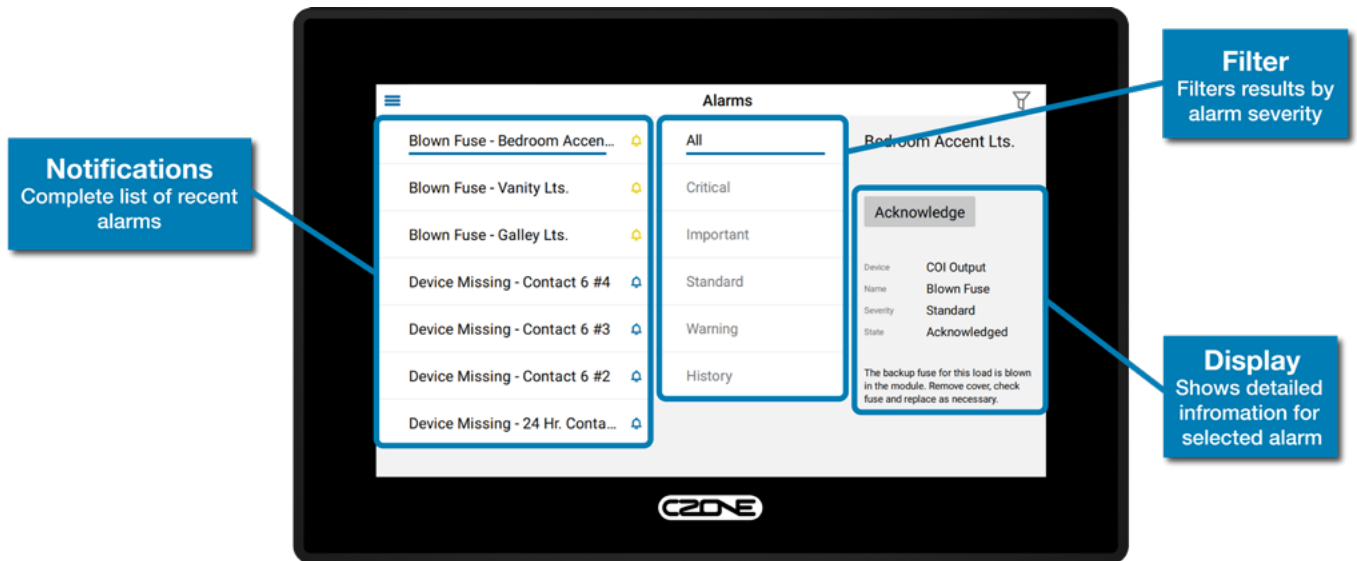 Notifications
Complete list of recent
alarms
Alarms
Blown Fuse - Bedroom Accen...
Blown Fuse - Vanity Lts.
Blown Fuse - Galley Lts.
Device Missing - Contact 6 #4
Device Missing - Contact 6 #3
Device Missing - Contact 6 #2
Device Missing - 24 Hr. Conta...
All
Critical
Important
Standard
Warning
History
Bedroom Accent Lts.
Acknowledge
Device COI Output
Name Blown Fuse
Severity Standard
State Acknowledged
The backup fuse for this load is blown
in the module. Remove cover, check
fuse and replace as necessary.
Filter
Filters results by
alarm severity
Display
Shows detailed
infromation for
selected alarm
CZONE